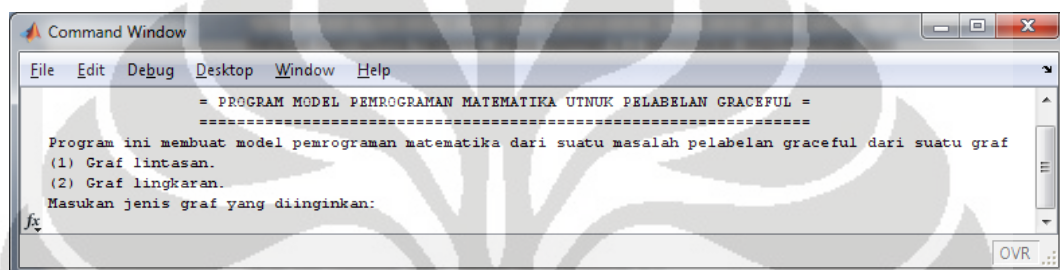 Command Window
File Edit Debug Desktop Window Help
= PROGRAM MODEL PEMROGRAMAN MATEMATIKA UTNUK PELABELAN GRACEFUL =
=================================================================
Program ini membuat model pemrograman matematika dari suatu masalah pelabelan graceful dari suatu graf
(1) Graf lintasan.
(2) Graf lingkaran.
Masukan jenis graf yang diinginkan:
fx
OVR